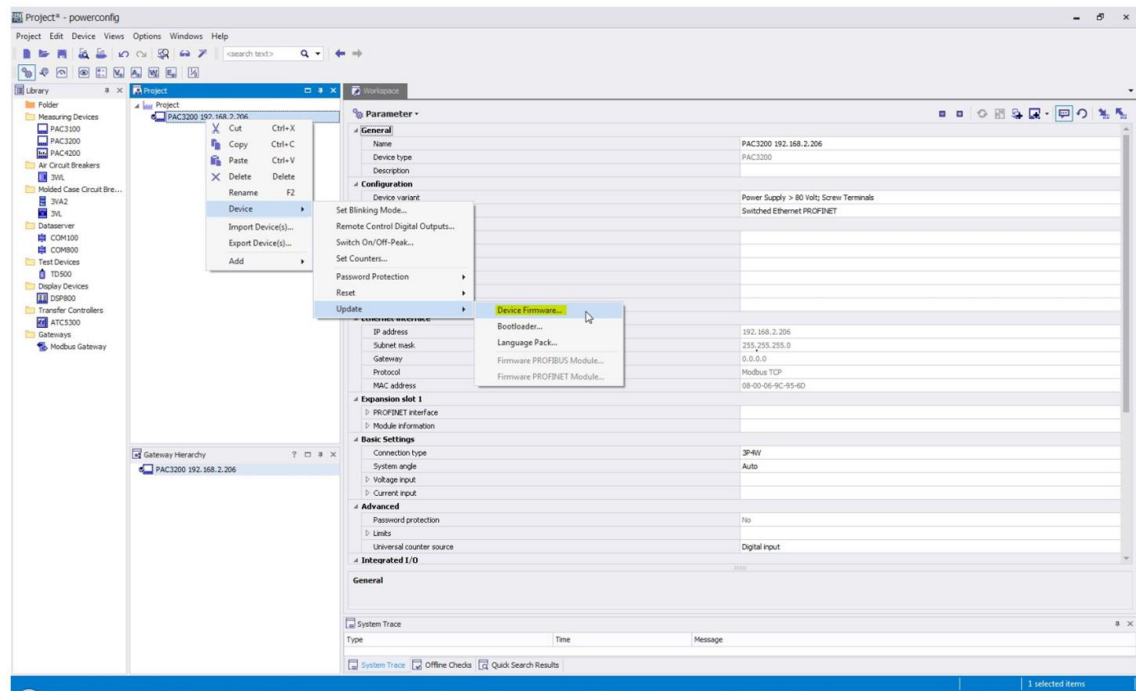 Project* - powerconfig
Project Edit Device Views Options Windows Help
<search text>
Library
Folder
Measuring Devices
PAC3100
PAC3200
PAC4200
Air Circuit Breakers
3WL
Molded Case Circuit Bre...
3VA2
3VL
Dataserver
COM100
COM800
Test Devices
TD500
Display Devices
DSP800
Transfer Controllers
ATC5300
Gateways
Modbus Gateway
Project
Project
PAC3200 192.168.2.206
Cut Ctrl+X
Copy Ctrl+C
Paste Ctrl+V
Delete Delete
Rename F2
Device
Import Device(s)...
Export Device(s)...
Add
Set Blinking Mode...
Remote Control Digital Outputs...
Switch On/Off-Peak...
Set Counters...
Password Protection
Reset
Update
Device Firmware...
Bootloader...
Language Pack...
Firmware PROFIBUS Module...
Firmware PROFINET Module...
Gateway Hierarchy ?
PAC3200 192.168.2.206
Workspace
Parameter
General
Name PAC3200 192.168.2.206
Device type PAC3200
Description
Configuration
Device variant Power Supply > 80 Volt; Screw Terminals
Switched Ethernet PROFINET
Ethernet interface
IP address 192.168.2.206
Subnet mask 255.255.255.0
Gateway 0.0.0.0
Protocol Modbus TCP
MAC address 08-00-06-9C-95-6D
Expansion slot 1
PROFINET interface
Module information
Basic Settings
Connection type 3P4W
System angle Auto
Voltage input
Current input
Advanced
Password protection No
Limits
Universal counter source Digital input
Integrated I/O
General
System Trace
Type Time Message
System Trace Offline Checks Quick Search Results
1 selected items